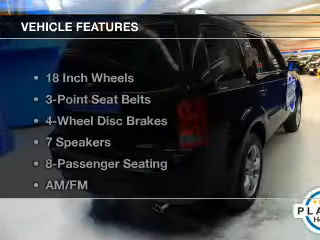 VEHICLE FEATURES
18 Inch Wheels
3-Point Seat Belts
4-Wheel Disc Brakes
7 Speakers
8-Passenger Seating
AM/FM
PLA